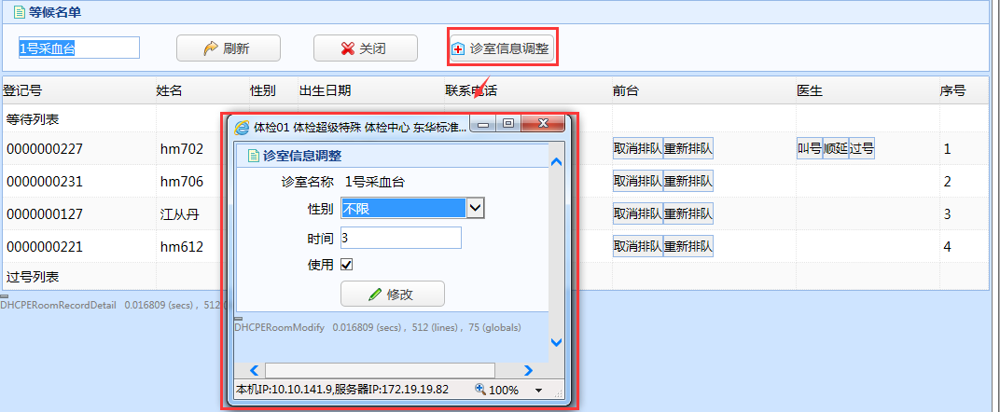 等候名单
1号采血台 刷新 关闭 诊室信息调整
登记号 姓名 性别 出生日期 联系电话 前台 医生 序号
等待列表
0000000227 hm702 取消排队 重新排队 叫号 顺延 过号 1
0000000231 hm706 取消排队 重新排队 2
0000000127 江从丹 取消排队 重新排队 3
0000000221 hm612 取消排队 重新排队 4
过号列表
DHCPERoomRecordDetail 0.016809 (secs) , 512 (
体检01 体检超级特殊 体检中心 东华标准...
诊室信息调整
诊室名称 1号采血台
性别 不限
时间 3
使用
修改
DHCPERoomModify 0.016809 (secs) , 512 (lines) , 75 (globals)
本机IP:10.10.141.9,服务器IP:172.19.19.82 100%